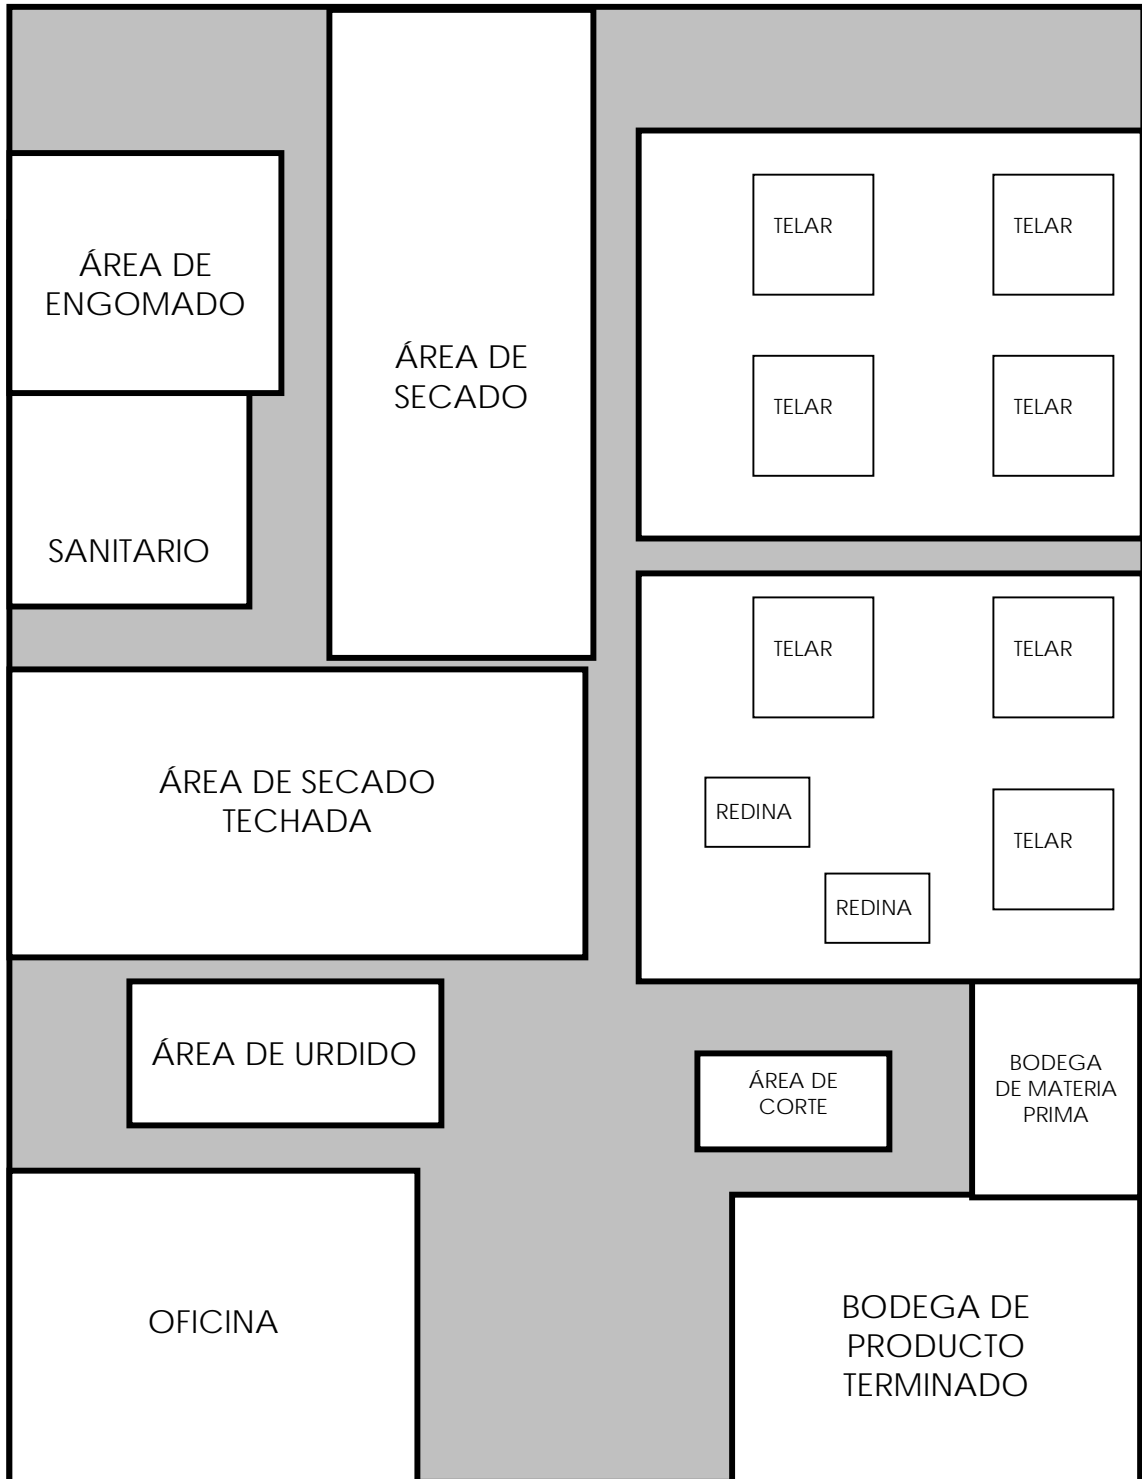 TELAR
TELAR
ÁREA DE
ENGOMADO
ÁREA DE
SECADO
TELAR
TELAR
SANITARIO
TELAR
TELAR
ÁREA DE SECADO
TECHADA
REDINA
TELAR
REDINA
ÁREA DE URDIDO
ÁREA DE
CORTE
BODEGA
DE MATERIA
PRIMA
OFICINA
BODEGA DE
PRODUCTO
TERMINADO